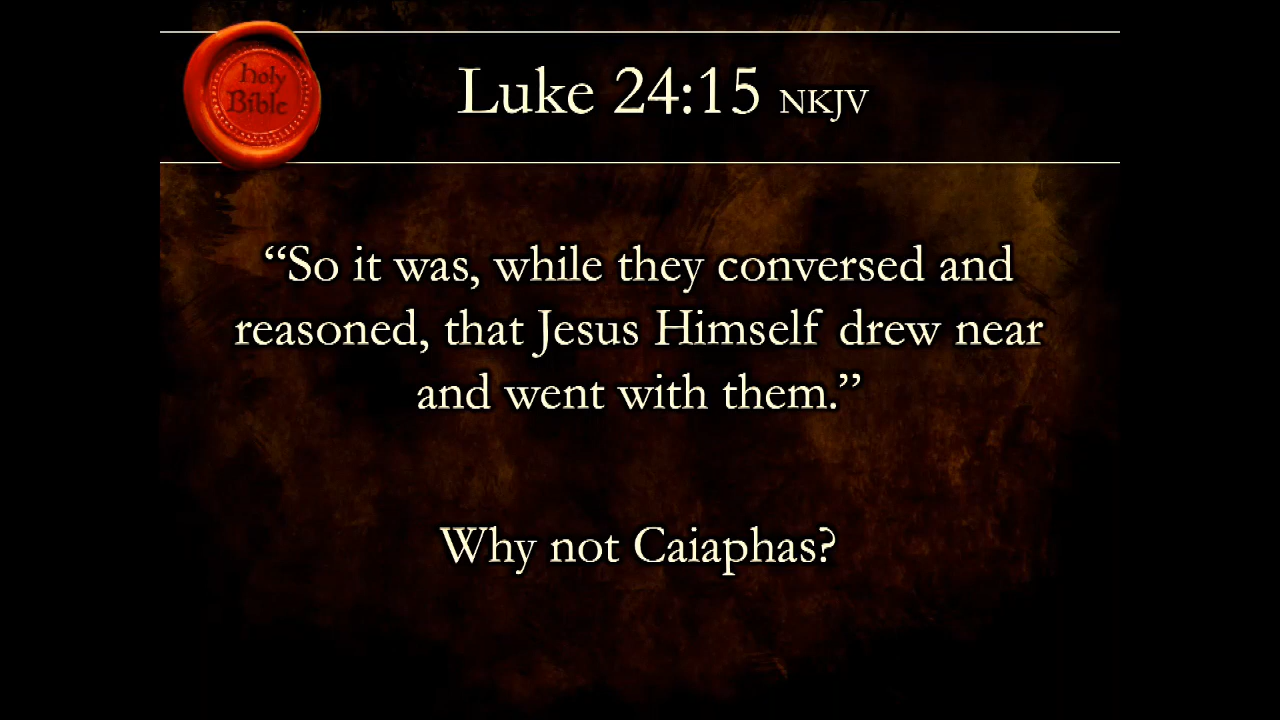 holy
Bible
Luke 24:15 NKJV
“So it was, while they conversed and
reasoned, that Jesus Himself drew near
and went with them.”
Why not Caiaphas?